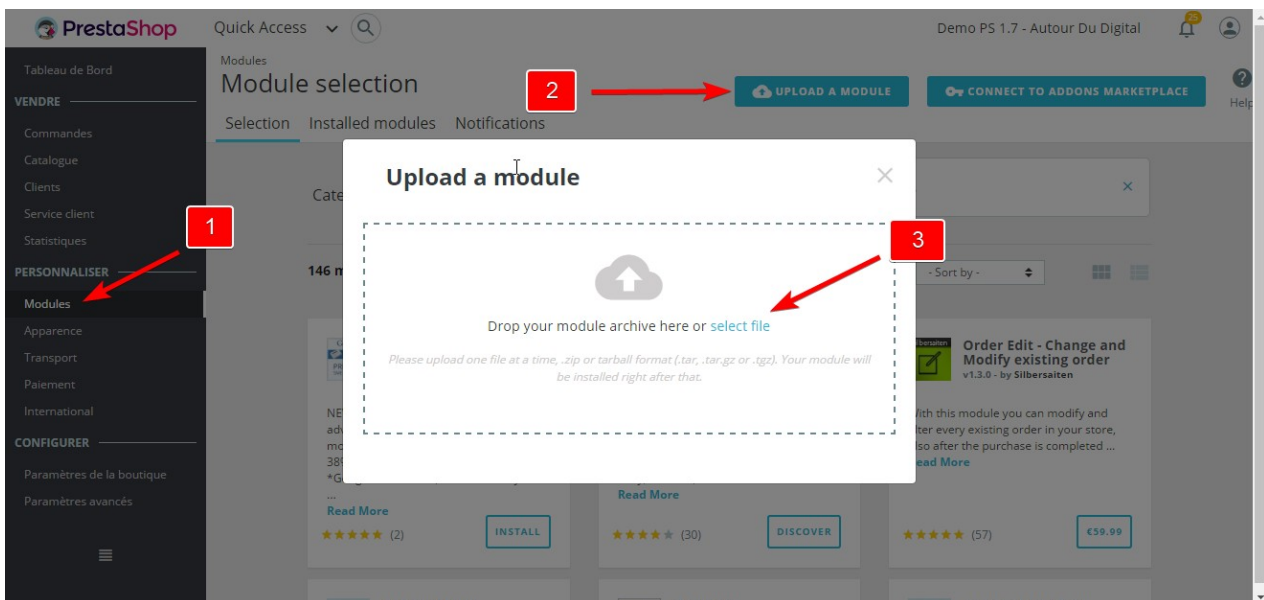 PrestaShop
Quick Access
Demo PS 1.7 - Autour Du Digital
Tableau de Bord
VENDRE
Commandes
Catalogue
Clients
Service client
Statistiques
PERSONNALISER
Modules
Apparence
Transport
Paiement
International
CONFIGURER
Paramètres de la boutique
Paramètres avancés
Modules
Module selection
2
UPLOAD A MODULE
CONNECT TO ADDONS MARKETPLACE
Help
Selection Installed modules Notifications
1
Upload a module
3
Drop your module archive here or select file
Please upload one file at a time, .zip or tarball format (.tar, .tar.gz or .tgz). Your module will
be installed right after that.
146
- Sort by -
Read More
(2)
INSTALL
Read More
(30)
DISCOVER
Order Edit - Change and
Modify existing order
v1.3.0 - by Silbersaiten
this module you can modify and
every existing order in your store,
after the purchase is completed ...
More
(57)
€59.99